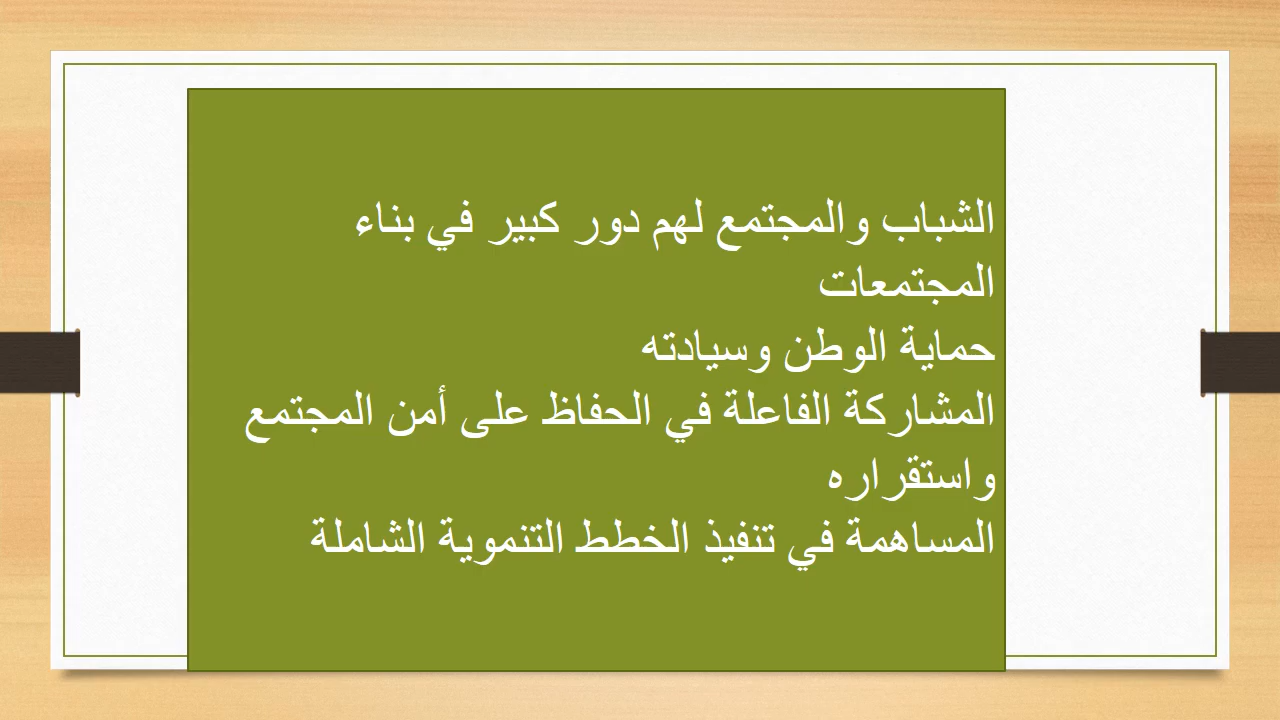 الشباب والمجتمع لهم دور كبير في بناء
المجتمعات
حماية الوطن وسيادته
المشاركة الفاعلة في الحفاظ على أمن المجتمع
واستقراره
المساهمة في تنفيذ الخطط التنموية الشاملة